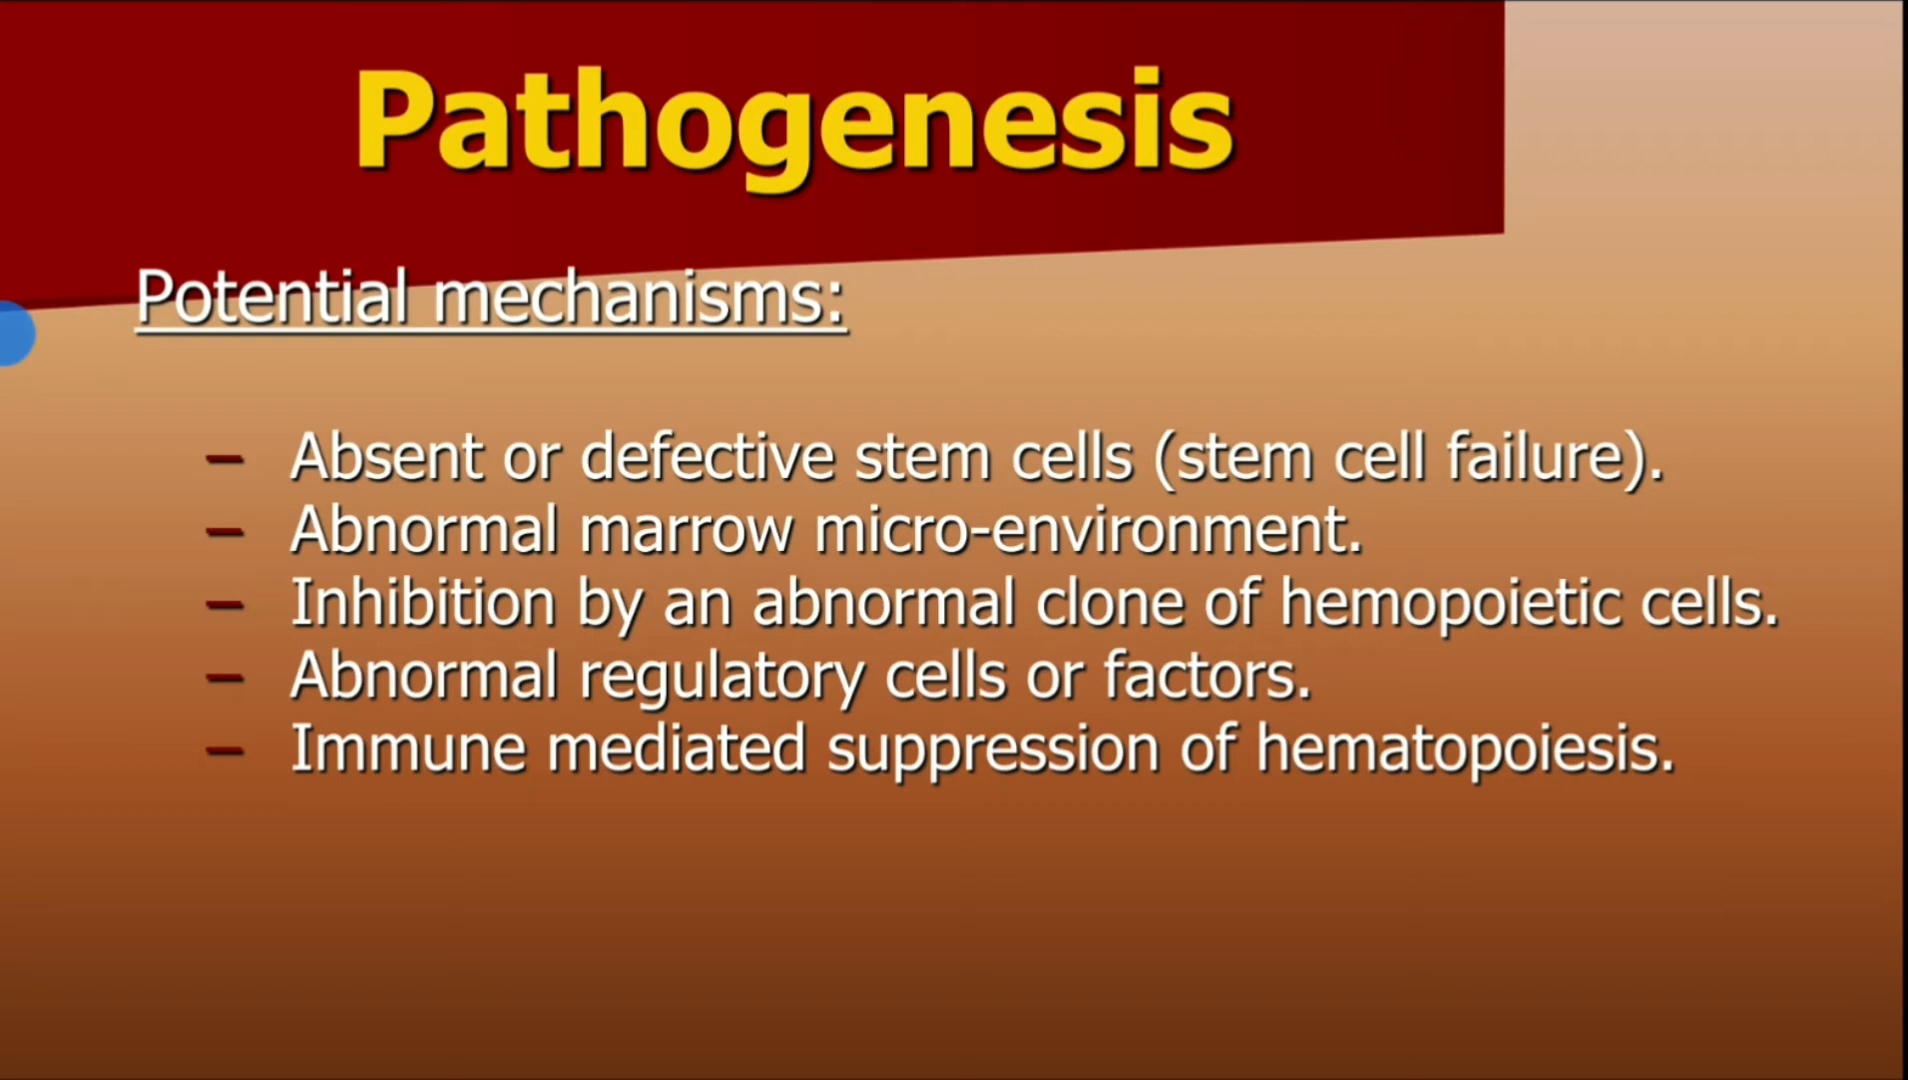 Pathogenesis
Potential mechanisms:
– Absent or defective stem cells (stem cell failure).
– Abnormal marrow micro-environment.
– Inhibition by an abnormal clone of hemopoietic cells.
– Abnormal regulatory cells or factors.
– Immune mediated suppression of hematopoiesis.